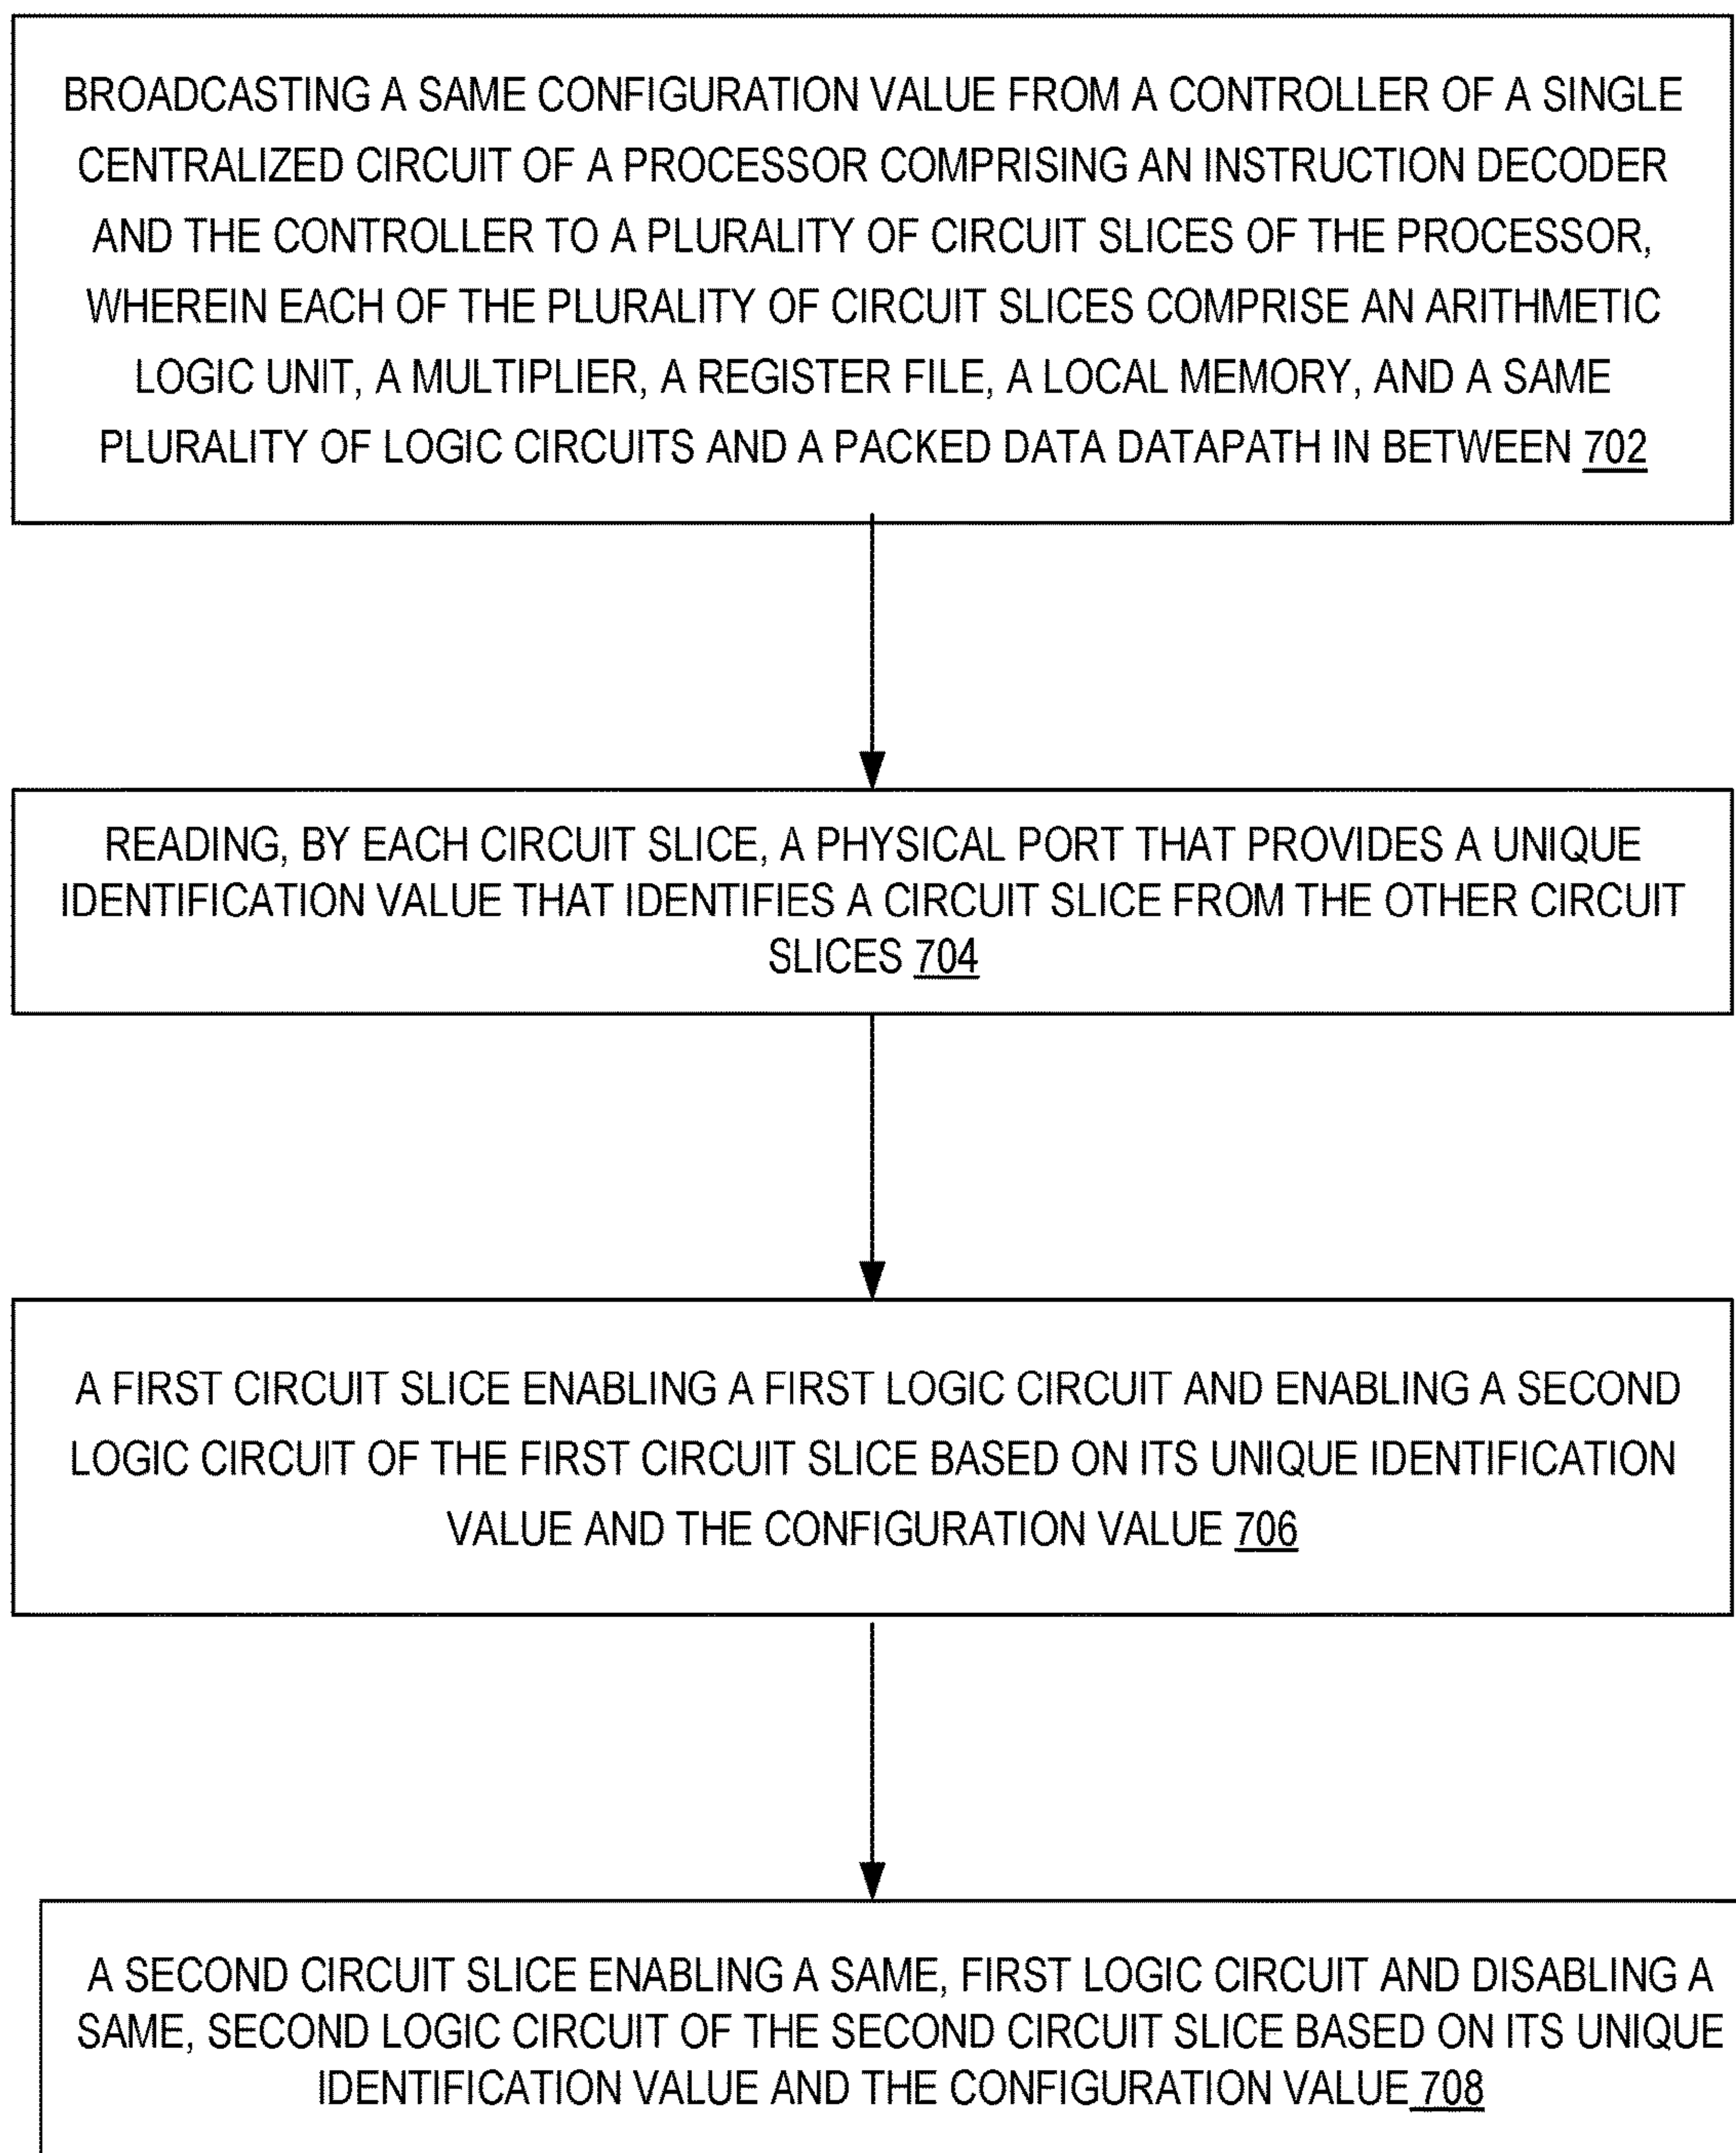 BROADCASTING A SAME CONFIGURATION VALUE FROM A CONTROLLER OF A SINGLE
CENTRALIZED CIRCUIT OF A PROCESSOR COMPRISING AN INSTRUCTION DECODER
AND THE CONTROLLER TO A PLURALITY OF CIRCUIT SLICES OF THE PROCESSOR,
WHEREIN EACH OF THE PLURALITY OF CIRCUIT SLICES COMPRISE AN ARITHMETIC
LOGIC UNIT, A MULTIPLIER, A REGISTER FILE, A LOCAL MEMORY, AND A SAME
PLURALITY OF LOGIC CIRCUITS AND A PACKED DATA DATAPATH IN BETWEEN 702
READING, BY EACH CIRCUIT SLICE, A PHYSICAL PORT THAT PROVIDES A UNIQUE
IDENTIFICATION VALUE THAT IDENTIFIES A CIRCUIT SLICE FROM THE OTHER CIRCUIT
SLICES 704
A FIRST CIRCUIT SLICE ENABLING A FIRST LOGIC CIRCUIT AND ENABLING A SECOND
LOGIC CIRCUIT OF THE FIRST CIRCUIT SLICE BASED ON ITS UNIQUE IDENTIFICATION
VALUE AND THE CONFIGURATION VALUE 706
A SECOND CIRCUIT SLICE ENABLING A SAME, FIRST LOGIC CIRCUIT AND DISABLING A
SAME, SECOND LOGIC CIRCUIT OF THE SECOND CIRCUIT SLICE BASED ON ITS UNIQUE
IDENTIFICATION VALUE AND THE CONFIGURATION VALUE 708